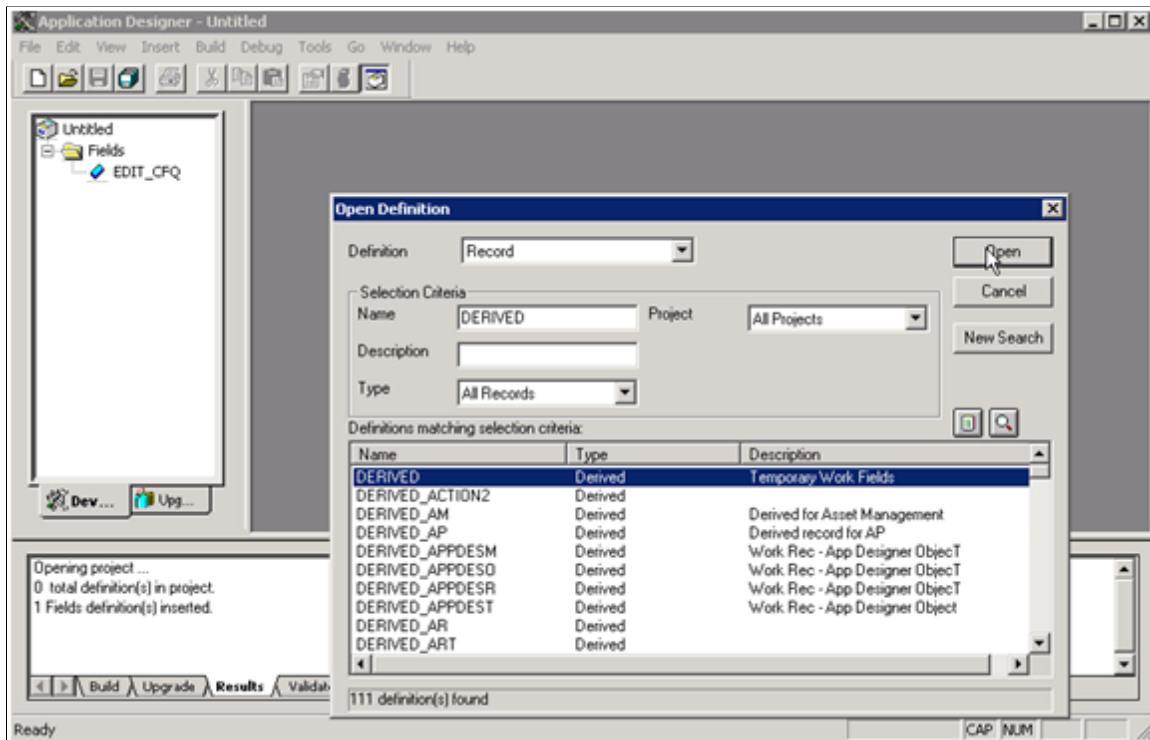 Application Designer - Untitled
File Edit View Insert Build Debug Tools Go Window Help
Untitled
Fields
EDIT_CFQ
Dev... Upg...
Open Definition
Definition Record Open
Cancel
Selection Criteria
Name DERIVED Project All Projects
New Search
Description
Type All Records
Definitions matching selection criteria:
Name Type Description
DERIVED Derived Temporary Work Fields
DERIVED_ACTION2 Derived
DERIVED_AM Derived Derived for Asset Management
DERIVED_AP Derived Derived record for AP
DERIVED_APPDESM Derived Work Rec - App Designer ObjecT
DERIVED_APPDESO Derived Work Rec - App Designer ObjecT
DERIVED_APPDESR Derived Work Rec - App Designer ObjecT
DERIVED_APPDEST Derived Work Rec - App Designer Object
DERIVED_AR Derived
DERIVED_ART Derived
111 definition(s) found
Opening project ...
0 total definition(s) in project.
1 Fields definition(s) inserted.
Build Upgrade Results Validat
Ready CAP NUM